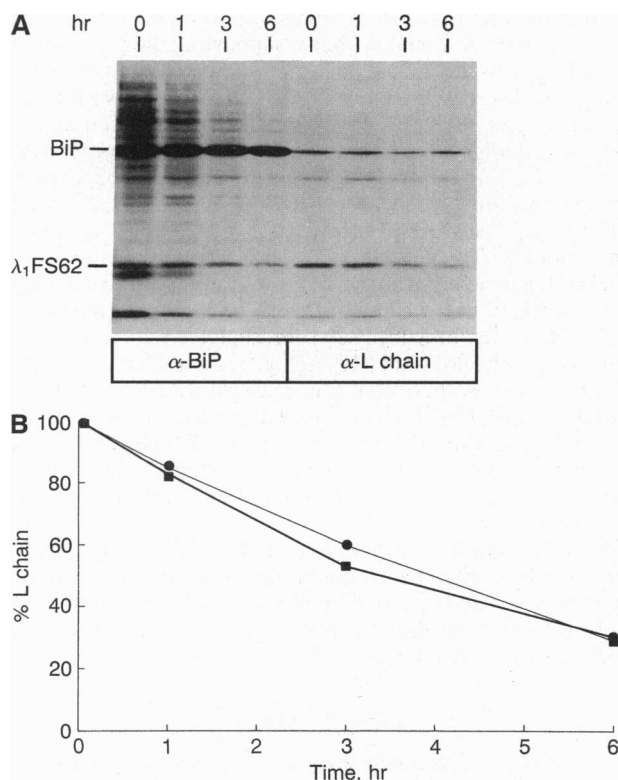 A
hr 0 1 3 6 0 1 3 6
BiP
λ₁FS62
α-BiP α-L chain
B
% L chain
100
80
60
40
20
0
0 1 2 3 4 5 6
Time, hr